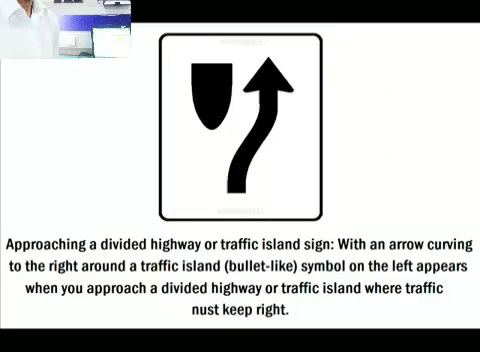 Approaching a divided highway or traffic island sign: With an arrow curving
to the right around a traffic island (bullet-like) symbol on the left appears
when you approach a divided highway or traffic island where traffic
nust keep right.